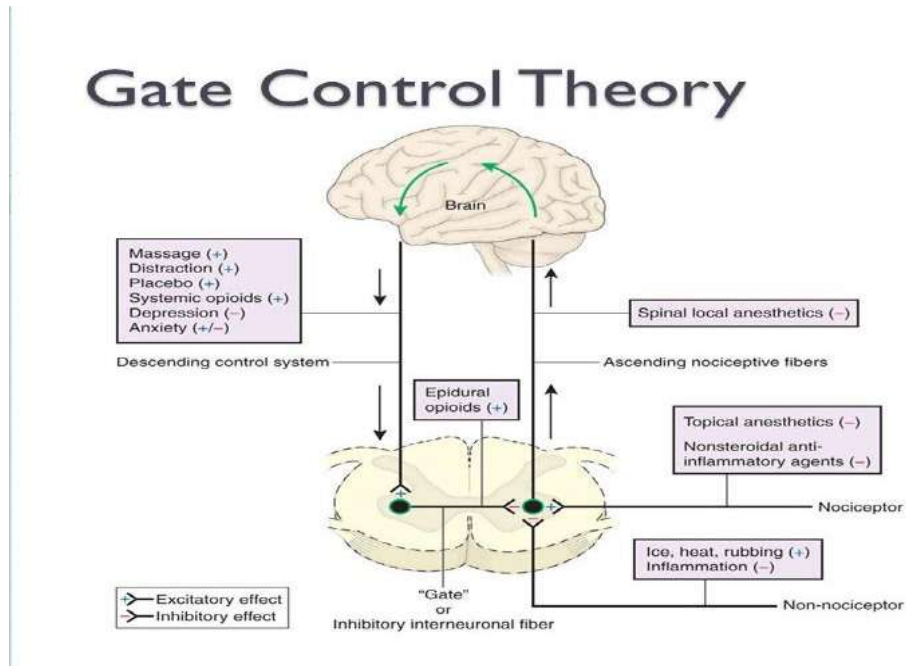 Gate Control Theory
Brain
Massage (+)
Distraction (+)
Placebo (+)
Systemic opioids (+)
Depression (−)
Anxiety (+/−)
Spinal local anesthetics (−)
Descending control system
Ascending nociceptive fibers
Epidural
opioids (+)
Topical anesthetics (−)
Nonsteroidal anti-
inflammatory agents (−)
+
−
+
−
Nociceptor
Ice, heat, rubbing (+)
Inflammation (−)
Non-nociceptor
"Gate"
or
Inhibitory interneuronal fiber
+ Excitatory effect
− Inhibitory effect